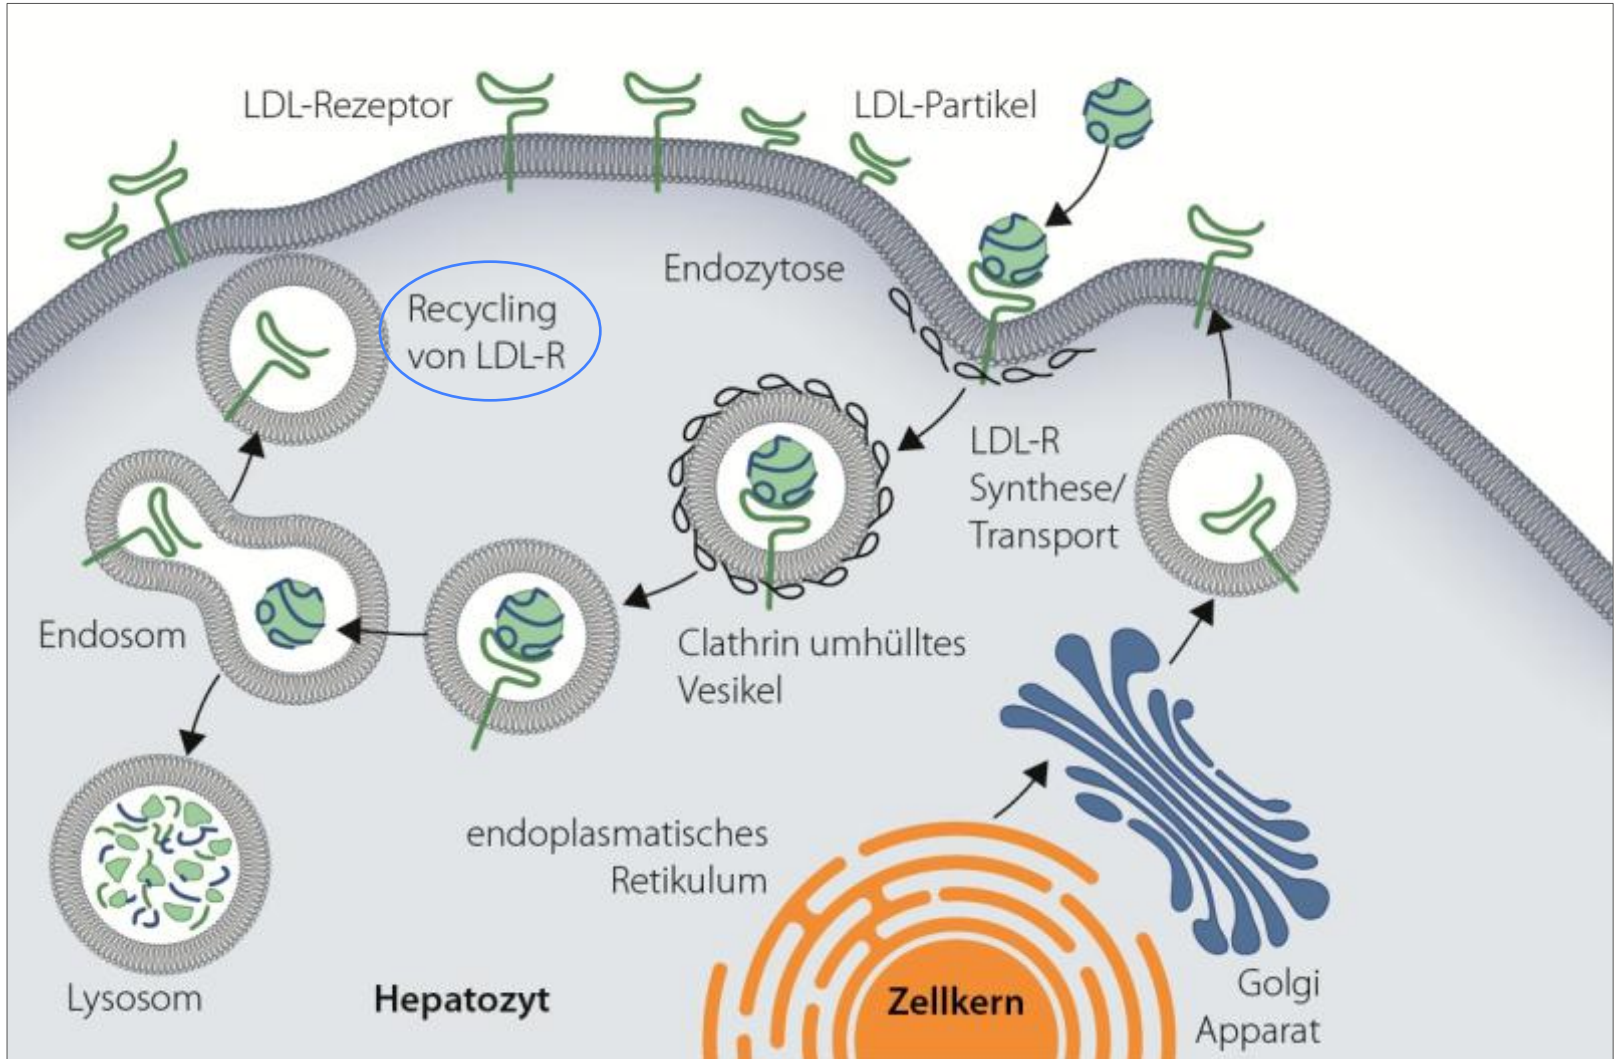 LDL-Rezeptor
LDL-Partikel
Endozytose
Recycling
von LDL-R
LDL-R
Synthese/
Transport
Endosom
Clathrin umhülltes
Vesikel
endoplasmatisches
Retikulum
Lysosom
Hepatozyt
Zellkern
Golgi
Apparat